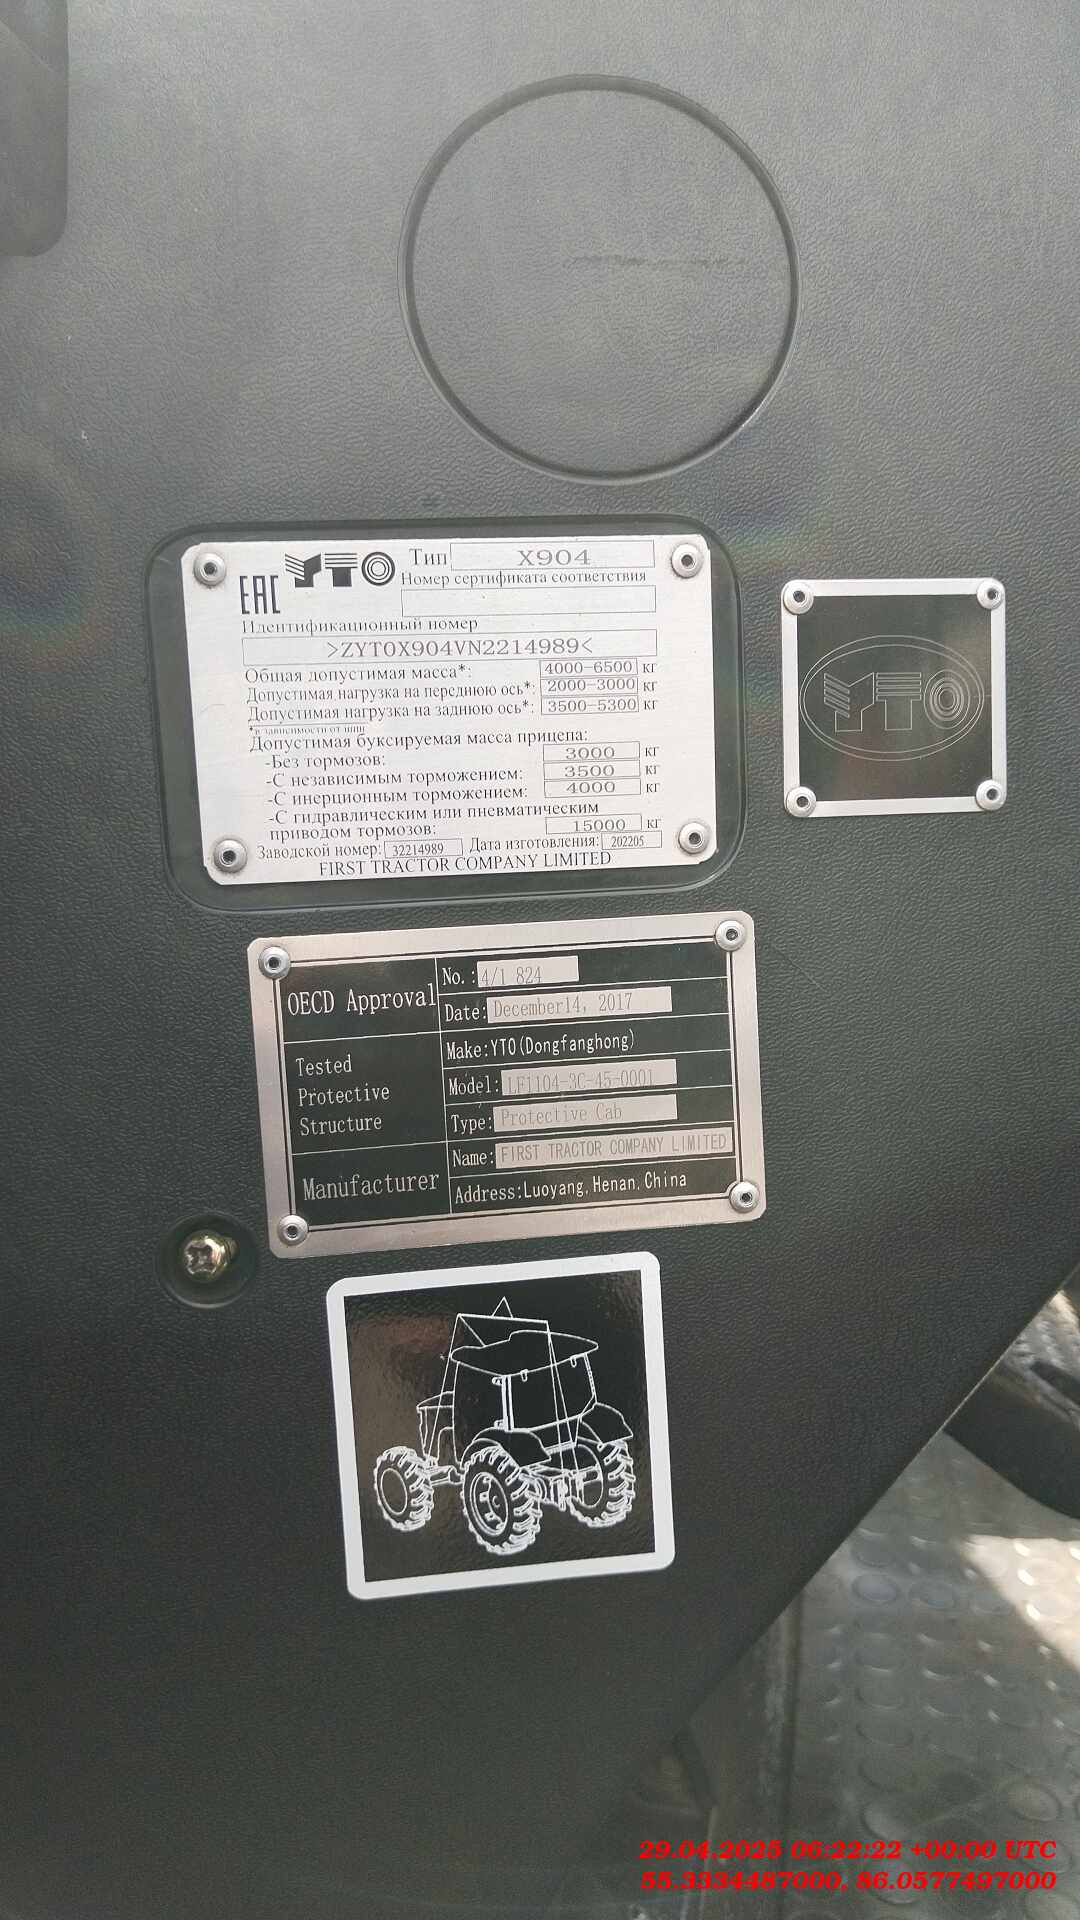 EAC YTO Тип X904
Номер сертификата соответствия
Идентификационный номер
>ZYT0X904VN2214989<
Общая допустимая масса*: 4000-6500 кг
Допустимая нагрузка на переднюю ось*: 2000-3000 кг
Допустимая нагрузка на заднюю ось*: 3500-5300 кг
*в зависимости от шин
Допустимая буксируемая масса прицепа:
-Без тормозов: 3000 кг
-С независимым торможением: 3500 кг
-С инерционным торможением: 4000 кг
-С гидравлическим или пневматическим
приводом тормозов: 15000 кг
Заводской номер: 32214989 Дата изготовления: 202205
FIRST TRACTOR COMPANY LIMITED
YTO
OECD Approval
No.: 4/1 824
Date: December14, 2017
Tested
Protective
Structure
Make:YTO(Dongfanghong)
Model: LF1104-3C-45-0001
Type: Protective Cab
Manufacturer
Name: FIRST TRACTOR COMPANY LIMITED
Address:Luoyang,Henan,China
29.04.2025 06:22:22 +00:00 UTC
55.3334487000, 86.0577497000